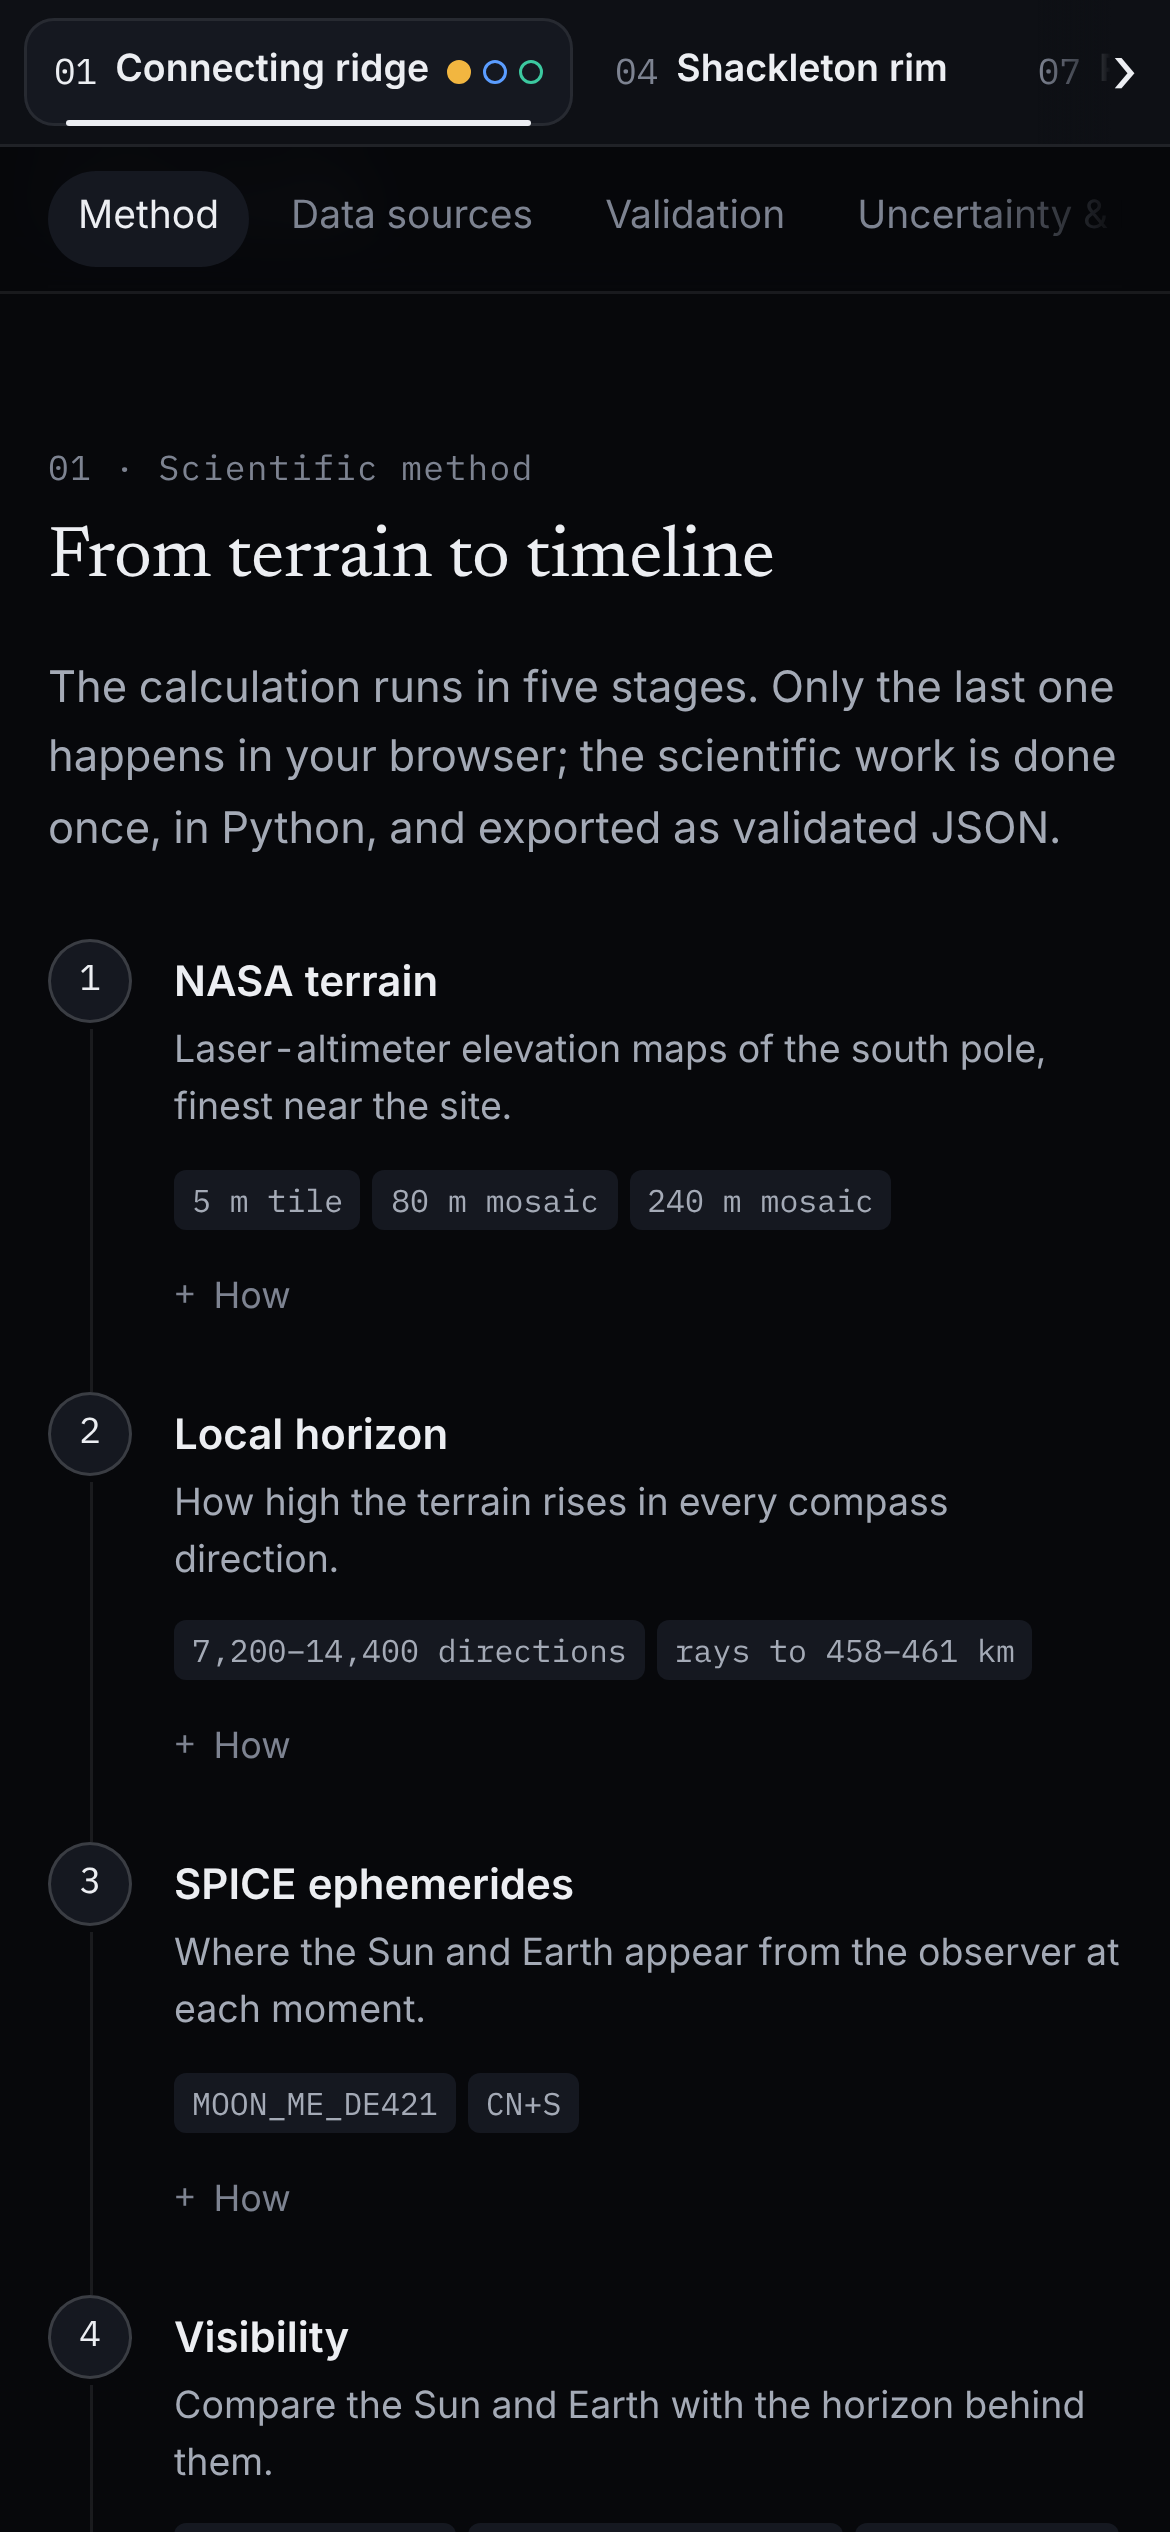 01 Connecting ridge
04 Shackleton rim
07
Method
Data sources
Validation
Uncertainty &
01 · Scientific method
From terrain to timeline
The calculation runs in five stages. Only the last one
happens in your browser; the scientific work is done
once, in Python, and exported as validated JSON.
1
NASA terrain
Laser-altimeter elevation maps of the south pole,
finest near the site.
5 m tile
80 m mosaic
240 m mosaic
+ How
2
Local horizon
How high the terrain rises in every compass
direction.
7,200–14,400 directions
rays to 458–461 km
+ How
3
SPICE ephemerides
Where the Sun and Earth appear from the observer at
each moment.
MOON_ME_DE421
CN+S
+ How
4
Visibility
Compare the Sun and Earth with the horizon behind
them.